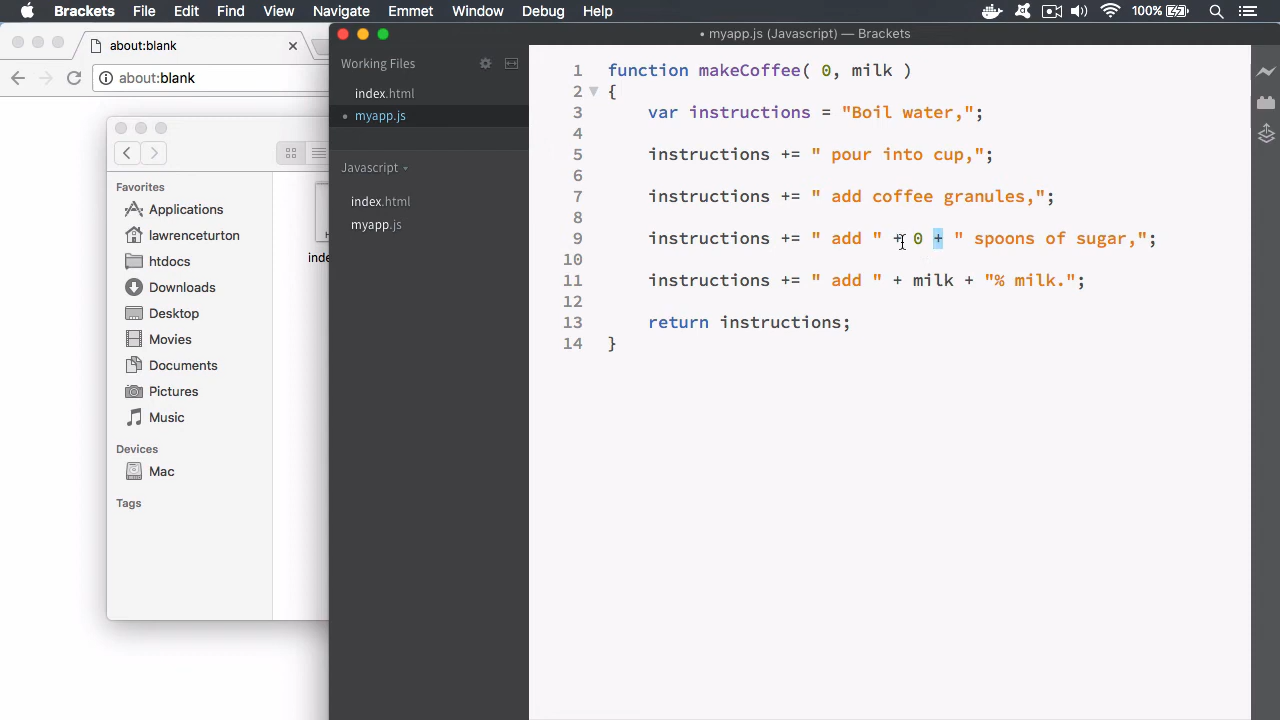 Brackets File Edit Find View Navigate Emmet Window Debug Help 100%
about:blank
about:blank
Favorites
Applications
lawrenceturton
htdocs
Downloads
Desktop
Movies
Documents
Pictures
Music
Devices
Mac
Tags
inde
• myapp.js (Javascript) — Brackets
Working Files
index.html
• myapp.js
Javascript
index.html
myapp.js
1 function makeCoffee( 0, milk )
2 {
3 var instructions = "Boil water,";
4
5 instructions += " pour into cup,";
6
7 instructions += " add coffee granules,";
8
9 instructions += " add " + 0 + " spoons of sugar,";
10
11 instructions += " add " + milk + "% milk.";
12
13 return instructions;
14 }